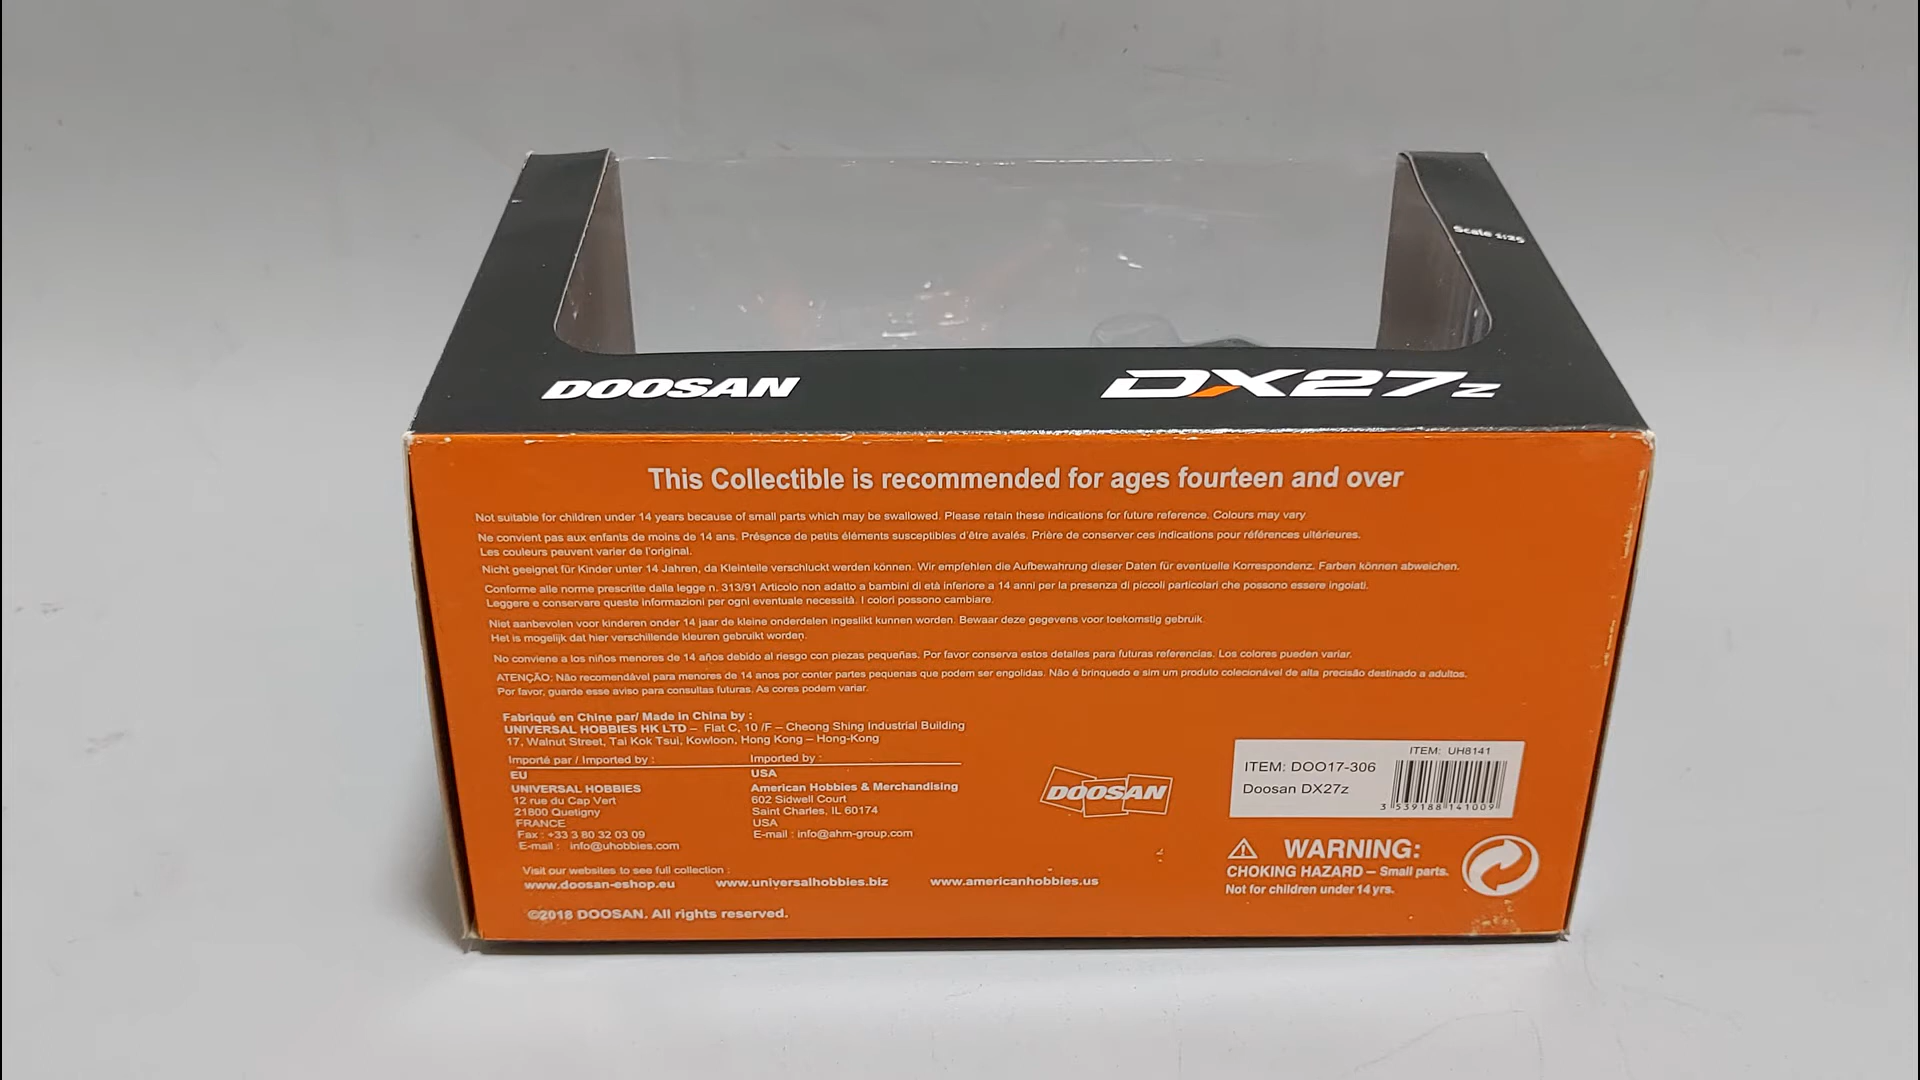 Scale 1:25
DOOSAN
DX27z
This Collectible is recommended for ages fourteen and over
Not suitable for children under 14 years because of small parts which may be swallowed. Please retain these indications for future reference. Colours may vary
Ne convient pas aux enfants de moins de 14 ans. Présence de petits éléments susceptibles d'être avalés. Prière de conserver ces indications pour références ultérieures.
Les couleurs peuvent varier de l'original.
Nicht geeignet für Kinder unter 14 Jahren, da Kleinteile verschluckt werden können. Wir empfehlen die Aufbewahrung dieser Daten für eventuelle Korrespondenz. Farben können abweichen.
Conforme alle norme prescritte dalla legge n. 313/91 Articolo non adatto a bambini di età inferiore a 14 anni per la presenza di piccoli particolari che possono essere ingoiati.
Leggere e conservare queste informazioni per ogni eventuale necessità. I colori possono cambiare.
Niet aanbevolen voor kinderen onder 14 jaar de kleine onderdelen ingeslikt kunnen worden. Bewaar deze gegevens voor toekomstig gebruik
Het is mogelijk dat hier verschillende kleuren gebruikt worden.
No conviene a los niños menores de 14 años debido al riesgo con piezas pequeñas. Por favor conserva estos detalles para futuras referencias. Los colores pueden variar.
ATENÇÃO: Não recomendável para menores de 14 anos por conter partes pequenas que podem ser engolidas. Não é brinquedo e sim um produto colecionável de alta precisão destinado a adultos.
Por favor, guarde esse aviso para consultas futuras. As cores podem variar.
Fabriqué en Chine par/ Made in China by :
UNIVERSAL HOBBIES HK LTD – Flat C, 10 /F – Cheong Shing Industrial Building
17, Walnut Street, Tai Kok Tsui, Kowloon, Hong Kong – Hong-Kong
Importé par / Imported by :
EU
UNIVERSAL HOBBIES
12 rue du Cap Vert
21800 Quetigny
FRANCE
Fax : +33 3 80 32 03 09
E-mail : info@uhobbies.com
Imported by :
USA
American Hobbies & Merchandising
602 Sidwell Court
Saint Charles, IL 60174
USA
E-mail : info@ahm-group.com
DOOSAN
ITEM: UH8141
ITEM: DOO17-306
Doosan DX27z
3 539188 141009
WARNING:
CHOKING HAZARD – Small parts.
Not for children under 14 yrs.
Visit our websites to see full collection :
www.doosan-eshop.eu www.universalhobbies.biz www.americanhobbies.us
©2018 DOOSAN. All rights reserved.